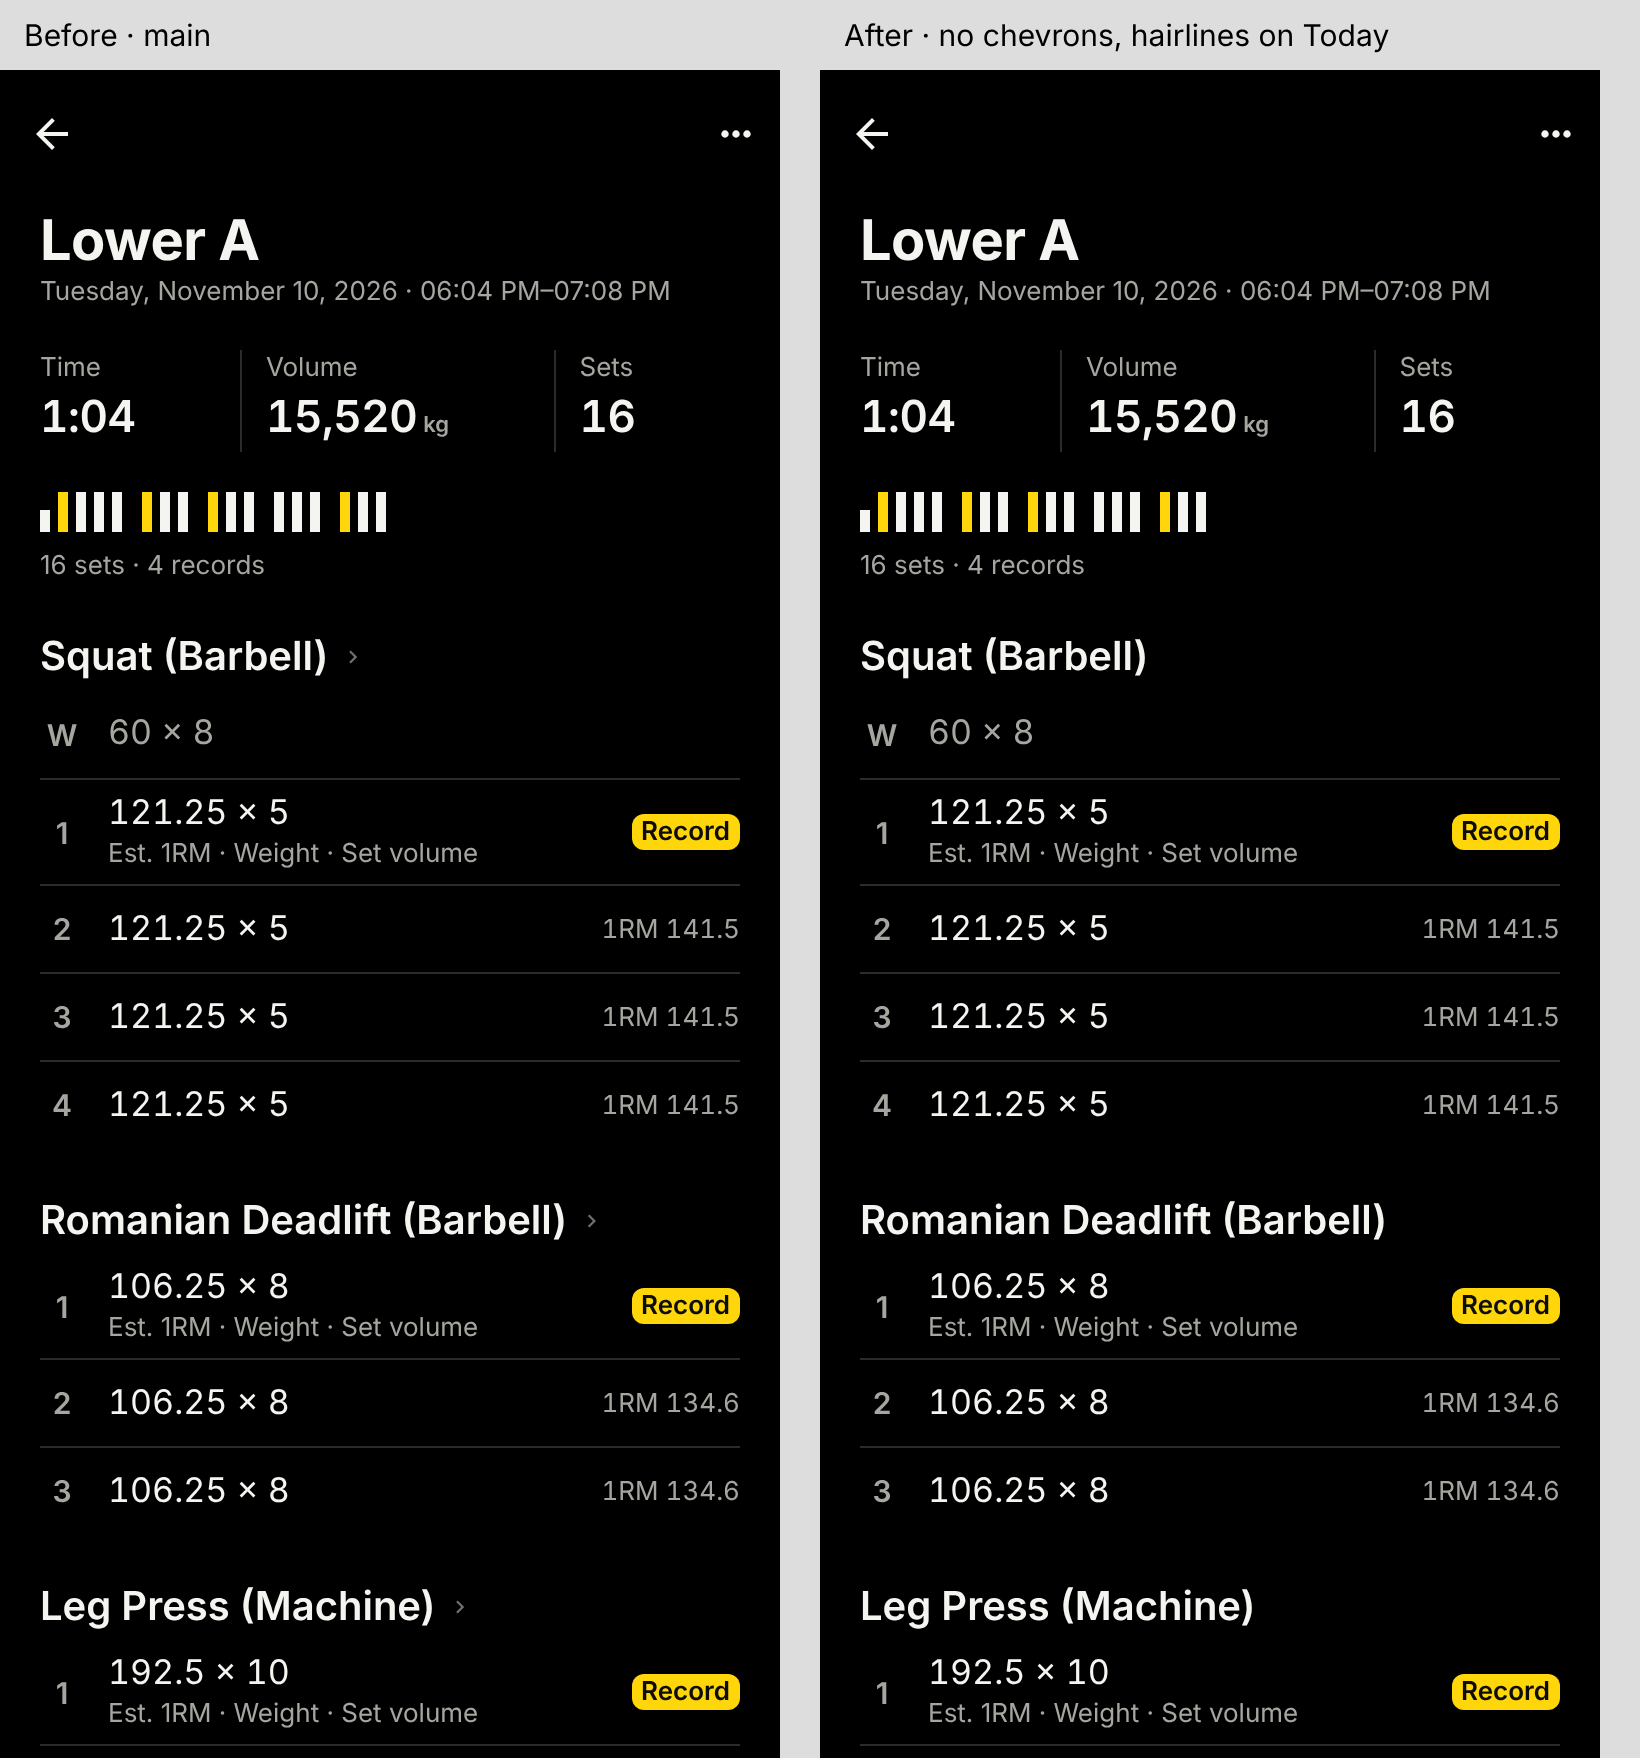 Before · main
Lower A
Tuesday, November 10, 2026 · 06:04 PM–07:08 PM
Time Volume Sets
1:04 15,520 kg 16
16 sets · 4 records
Squat (Barbell) ›
W 60 × 8
1 121.25 × 5 Record
Est. 1RM · Weight · Set volume
2 121.25 × 5 1RM 141.5
3 121.25 × 5 1RM 141.5
4 121.25 × 5 1RM 141.5
Romanian Deadlift (Barbell) ›
1 106.25 × 8 Record
Est. 1RM · Weight · Set volume
2 106.25 × 8 1RM 134.6
3 106.25 × 8 1RM 134.6
Leg Press (Machine) ›
1 192.5 × 10 Record
Est. 1RM · Weight · Set volume
After · no chevrons, hairlines on Today
Lower A
Tuesday, November 10, 2026 · 06:04 PM–07:08 PM
Time Volume Sets
1:04 15,520 kg 16
16 sets · 4 records
Squat (Barbell)
W 60 × 8
1 121.25 × 5 Record
Est. 1RM · Weight · Set volume
2 121.25 × 5 1RM 141.5
3 121.25 × 5 1RM 141.5
4 121.25 × 5 1RM 141.5
Romanian Deadlift (Barbell)
1 106.25 × 8 Record
Est. 1RM · Weight · Set volume
2 106.25 × 8 1RM 134.6
3 106.25 × 8 1RM 134.6
Leg Press (Machine)
1 192.5 × 10 Record
Est. 1RM · Weight · Set volume